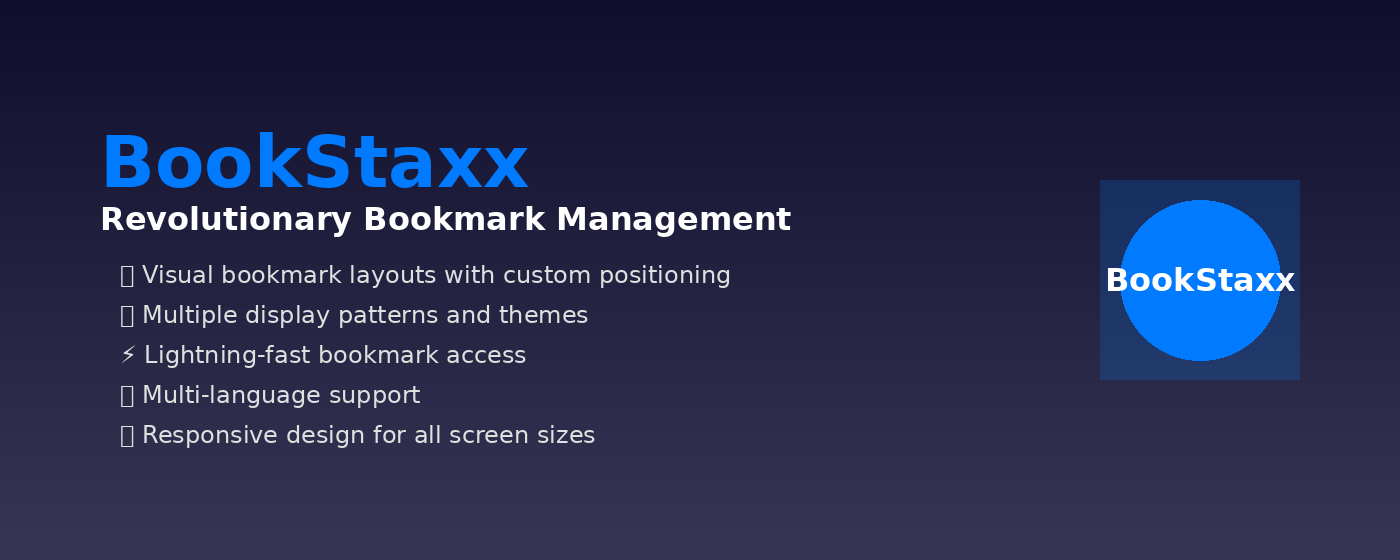 BookStaxx
Revolutionary Bookmark Management
Visual bookmark layouts with custom positioning
Multiple display patterns and themes
⚡ Lightning-fast bookmark access
Multi-language support
Responsive design for all screen sizes
BookStaxx